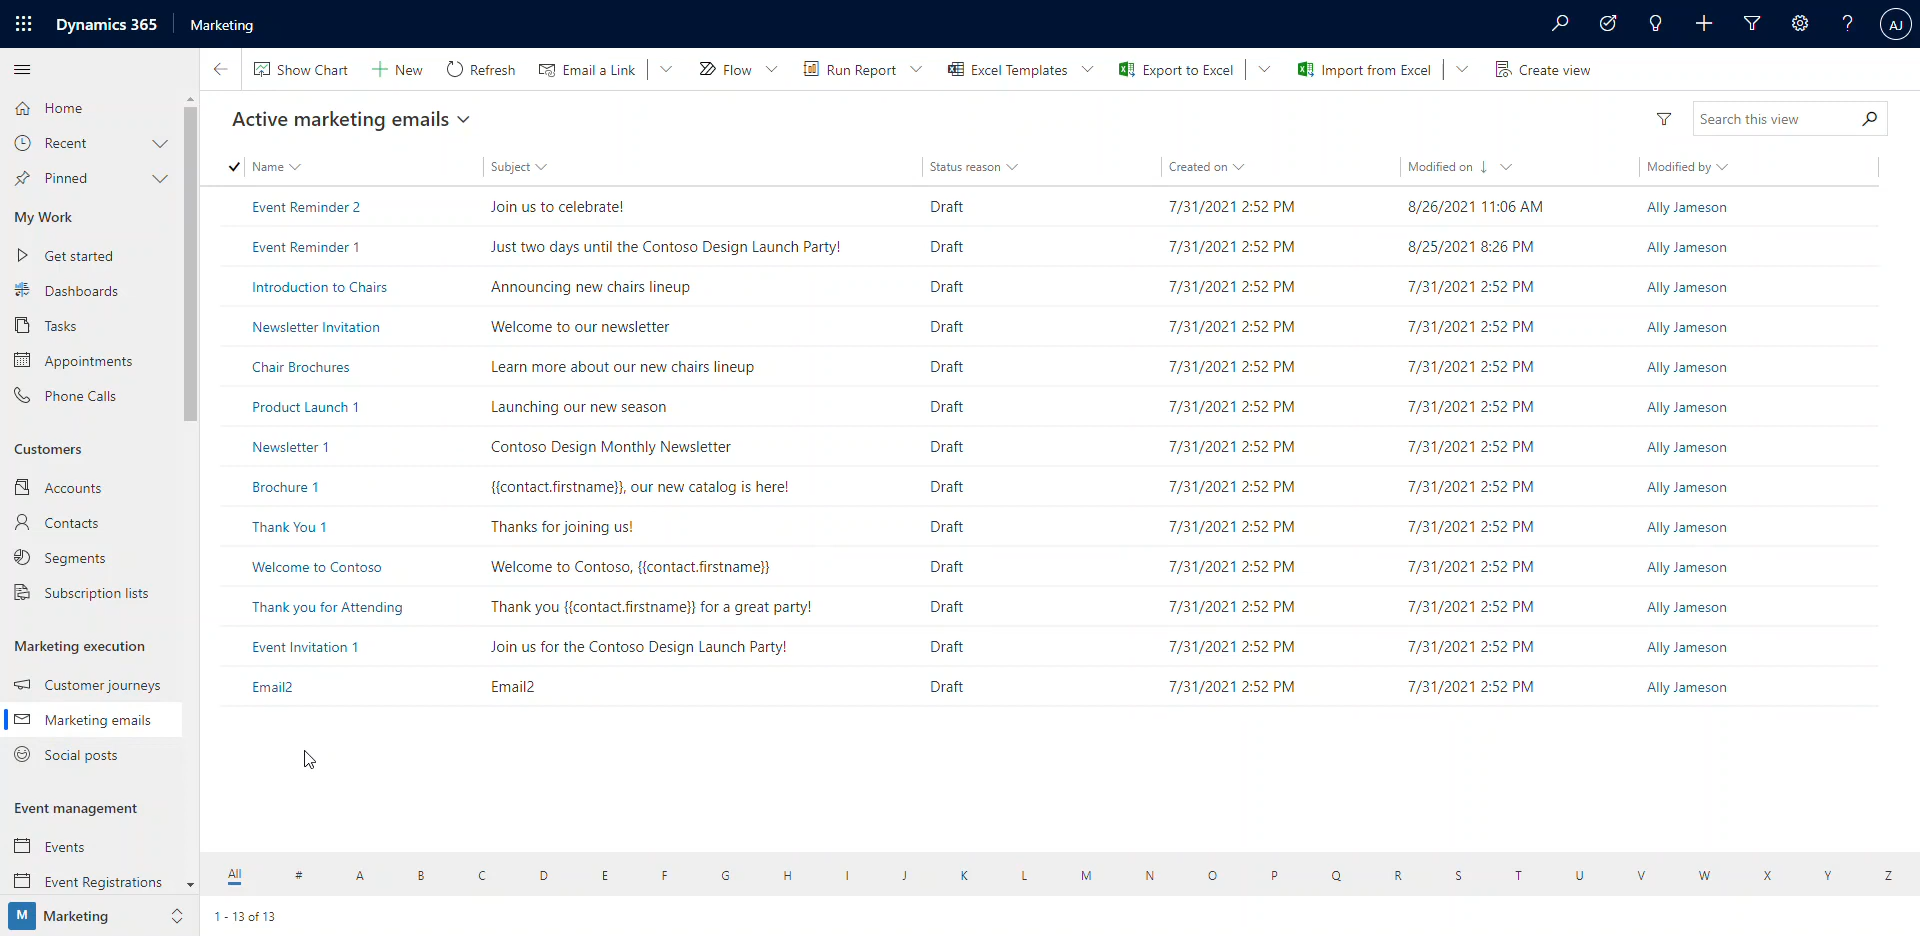 Dynamics 365 Marketing AJ
Show Chart New Refresh Email a Link Flow Run Report Excel Templates Export to Excel Import from Excel Create view
Home
Recent
Pinned
My Work
Get started
Dashboards
Tasks
Appointments
Phone Calls
Customers
Accounts
Contacts
Segments
Subscription lists
Marketing execution
Customer journeys
Marketing emails
Social posts
Event management
Events
Event Registrations
M Marketing
Active marketing emails Search this view
Name Subject Status reason Created on Modified on ↓ Modified by
Event Reminder 2 Join us to celebrate! Draft 7/31/2021 2:52 PM 8/26/2021 11:06 AM Ally Jameson
Event Reminder 1 Just two days until the Contoso Design Launch Party! Draft 7/31/2021 2:52 PM 8/25/2021 8:26 PM Ally Jameson
Introduction to Chairs Announcing new chairs lineup Draft 7/31/2021 2:52 PM 7/31/2021 2:52 PM Ally Jameson
Newsletter Invitation Welcome to our newsletter Draft 7/31/2021 2:52 PM 7/31/2021 2:52 PM Ally Jameson
Chair Brochures Learn more about our new chairs lineup Draft 7/31/2021 2:52 PM 7/31/2021 2:52 PM Ally Jameson
Product Launch 1 Launching our new season Draft 7/31/2021 2:52 PM 7/31/2021 2:52 PM Ally Jameson
Newsletter 1 Contoso Design Monthly Newsletter Draft 7/31/2021 2:52 PM 7/31/2021 2:52 PM Ally Jameson
Brochure 1 {{contact.firstname}}, our new catalog is here! Draft 7/31/2021 2:52 PM 7/31/2021 2:52 PM Ally Jameson
Thank You 1 Thanks for joining us! Draft 7/31/2021 2:52 PM 7/31/2021 2:52 PM Ally Jameson
Welcome to Contoso Welcome to Contoso, {{contact.firstname}} Draft 7/31/2021 2:52 PM 7/31/2021 2:52 PM Ally Jameson
Thank you for Attending Thank you {{contact.firstname}} for a great party! Draft 7/31/2021 2:52 PM 7/31/2021 2:52 PM Ally Jameson
Event Invitation 1 Join us for the Contoso Design Launch Party! Draft 7/31/2021 2:52 PM 7/31/2021 2:52 PM Ally Jameson
Email2 Email2 Draft 7/31/2021 2:52 PM 7/31/2021 2:52 PM Ally Jameson
All # A B C D E F G H I J K L M N O P Q R S T U V W X Y Z
1 - 13 of 13